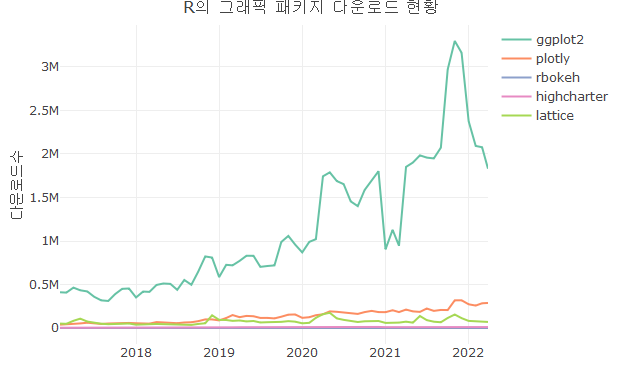 R의 그래픽 패키지 다운로드 현황
ggplot2
plotly
rbokeh
highcharter
lattice
다운로드수
3M
2.5M
2M
1.5M
1M
0.5M
0
2018 2019 2020 2021 2022